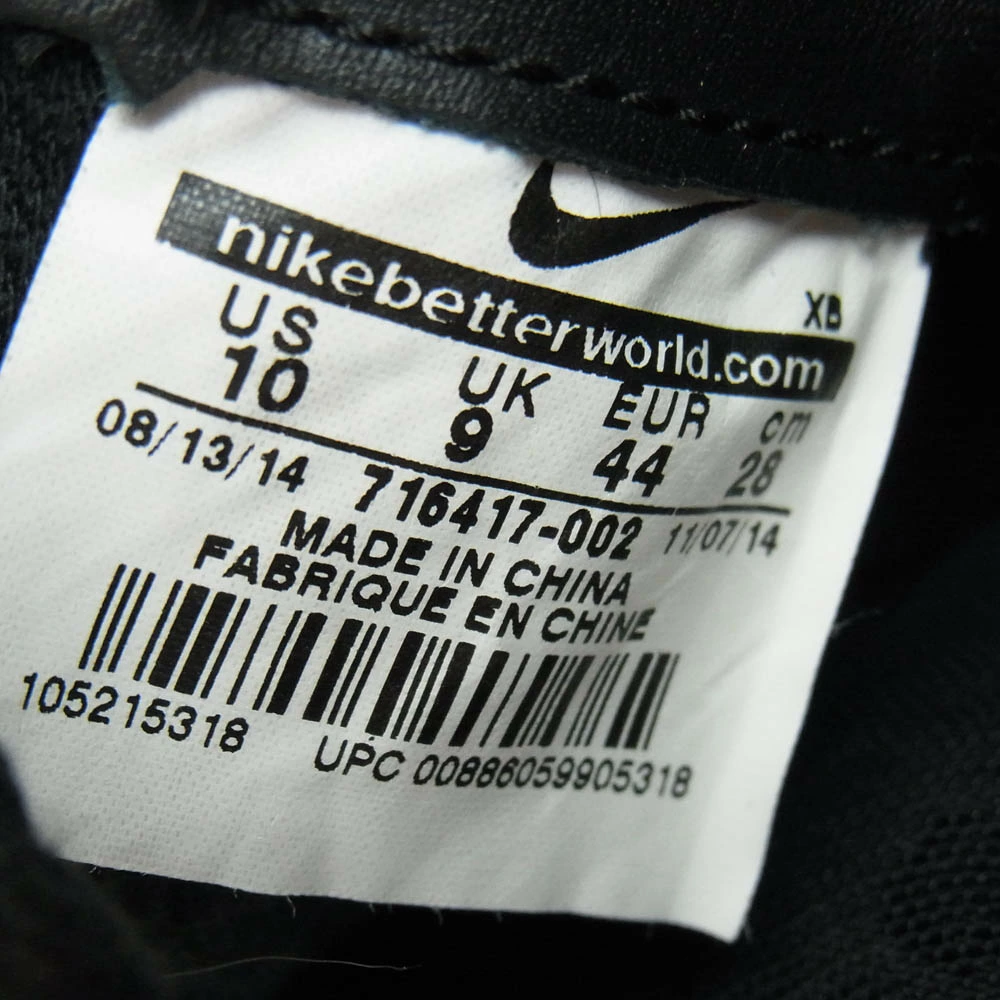 XB
nikebetterworld.com
US UK EUR cm
10 9 44 28
08/13/14 716417-002 11/07/14
MADE IN CHINA
FABRIQUE EN CHINE
105215318 UPC 00886059905318